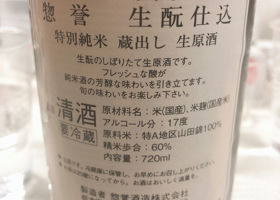 惣誉 生酛仕込
特別純米 蔵出し 生原酒
生酛のしぼりたて生原酒です。
フレッシュな酸が
純米酒の芳醇な味わいを引き立てます。
旬の味わいをお楽しみ下さい。
清酒
要冷蔵
原材料名:米(国産)、米麹(国産米)
アルコール分:17度
原料米:特A地区山田錦100%
精米歩合:60%
内容量:720ml
製造者 惣誉酒造株式会社